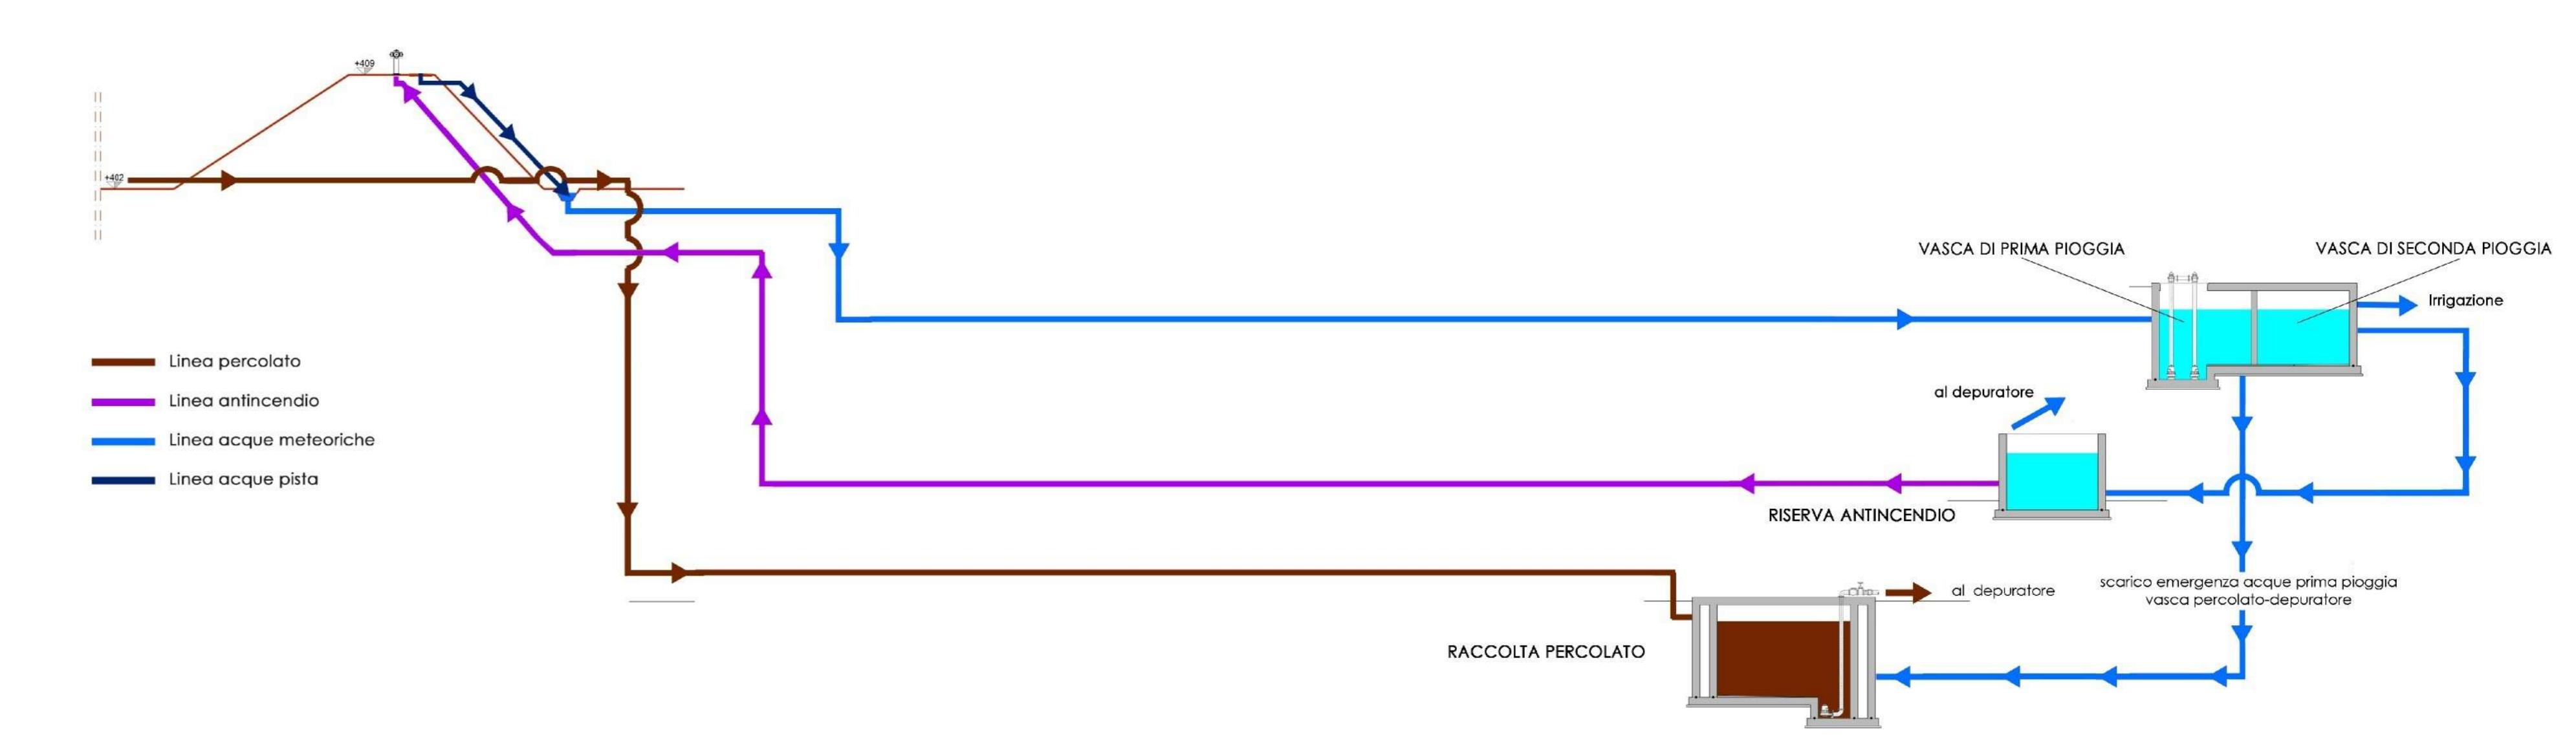 +409
+402
VASCA DI PRIMA PIOGGIA
VASCA DI SECONDA PIOGGIA
Irrigazione
Linea percolato
Linea antincendio
Linea acque meteoriche
Linea acque pista
al depuratore
RISERVA ANTINCENDIO
scarico emergenza acque prima pioggia
vasca percolato-depuratore
al depuratore
RACCOLTA PERCOLATO